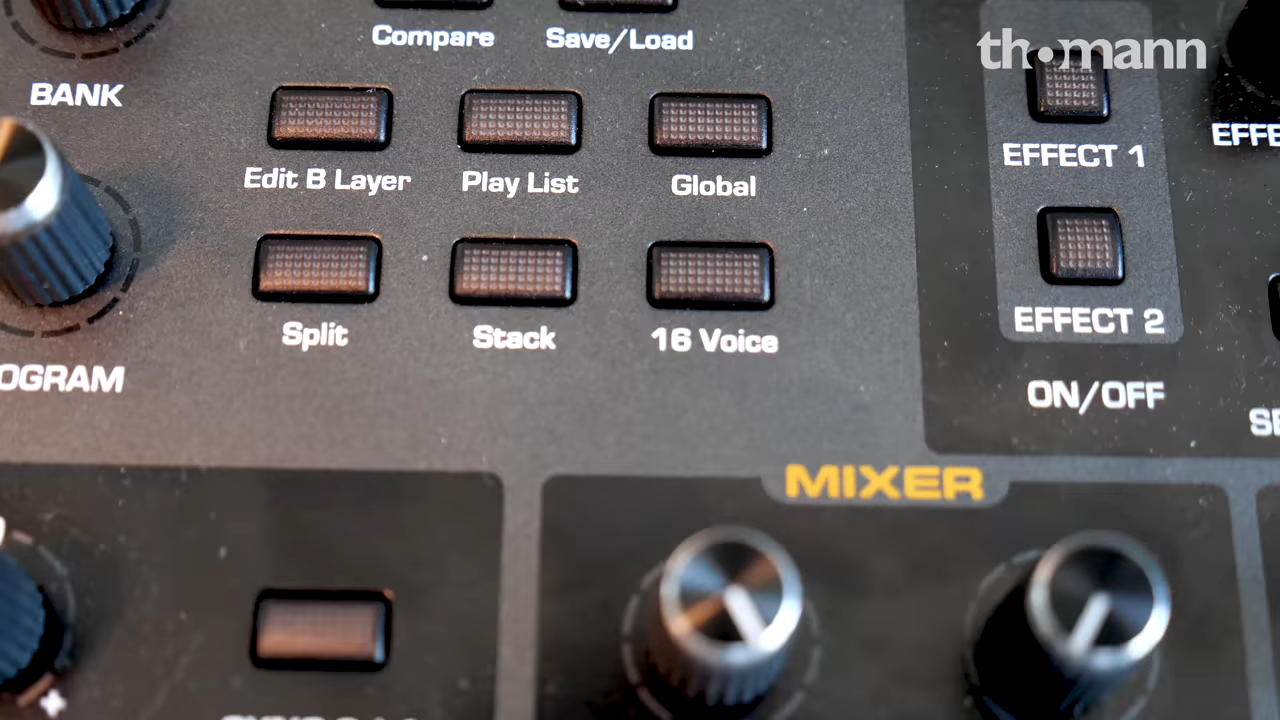 Compare
Save/Load
thomann
BANK
Edit B Layer
Play List
Global
EFFECT 1
Split
Stack
16 Voice
EFFECT 2
ON/OFF
MIXER